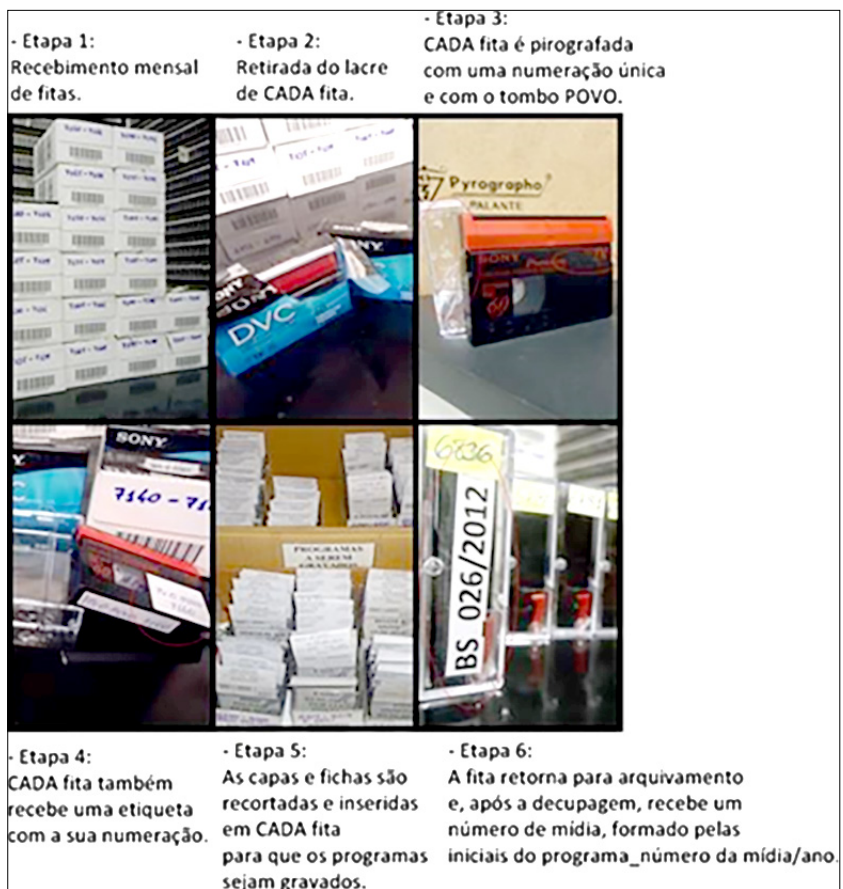 - Etapa 1:
Recebimento mensal
de fitas.
- Etapa 2:
Retirada do lacre
de CADA fita.
- Etapa 3:
CADA fita é pirografada
com uma numeração única
e com o tombo POVO.
SONY
DVC
Pyrographo
PALANTE
SONY
SONY
7140 - 71
PROGRAMAS
A SEREM
GRAVADOS
6236
BS 026/2012
- Etapa 4:
CADA fita também
recebe uma etiqueta
com a sua numeração.
- Etapa 5:
As capas e fichas são
recortadas e inseridas
em CADA fita
para que os programas
sejam gravados.
- Etapa 6:
A fita retorna para arquivamento
e, após a decupagem, recebe um
número de mídia, formado pelas
iniciais do programa_número da mídia/ano.